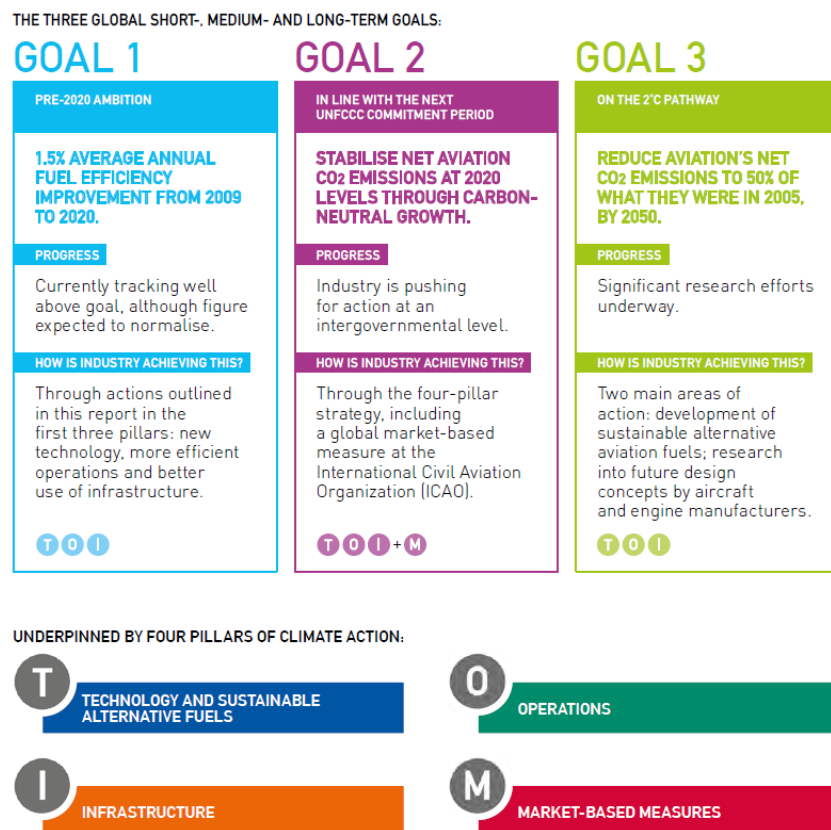 THE THREE GLOBAL SHORT-, MEDIUM- AND LONG-TERM GOALS:
GOAL 1
PRE-2020 AMBITION
1.5% AVERAGE ANNUAL
FUEL EFFICIENCY
IMPROVEMENT FROM 2009
TO 2020.
PROGRESS
Currently tracking well
above goal, although figure
expected to normalise.
HOW IS INDUSTRY ACHIEVING THIS?
Through actions outlined
in this report in the
first three pillars: new
technology, more efficient
operations and better
use of infrastructure.
T O I
GOAL 2
IN LINE WITH THE NEXT
UNFCCC COMMITMENT PERIOD
STABILISE NET AVIATION
CO2 EMISSIONS AT 2020
LEVELS THROUGH CARBON-
NEUTRAL GROWTH.
PROGRESS
Industry is pushing
for action at an
intergovernmental level.
HOW IS INDUSTRY ACHIEVING THIS?
Through the four-pillar
strategy, including
a global market-based
measure at the
International Civil Aviation
Organization (ICAO).
T O I + M
GOAL 3
ON THE 2°C PATHWAY
REDUCE AVIATION'S NET
CO2 EMISSIONS TO 50% OF
WHAT THEY WERE IN 2005,
BY 2050.
PROGRESS
Significant research efforts
underway.
HOW IS INDUSTRY ACHIEVING THIS?
Two main areas of
action: development of
sustainable alternative
aviation fuels; research
into future design
concepts by aircraft
and engine manufacturers.
T O I
UNDERPINNED BY FOUR PILLARS OF CLIMATE ACTION:
T
TECHNOLOGY AND SUSTAINABLE
ALTERNATIVE FUELS
O
OPERATIONS
I
INFRASTRUCTURE
M
MARKET-BASED MEASURES